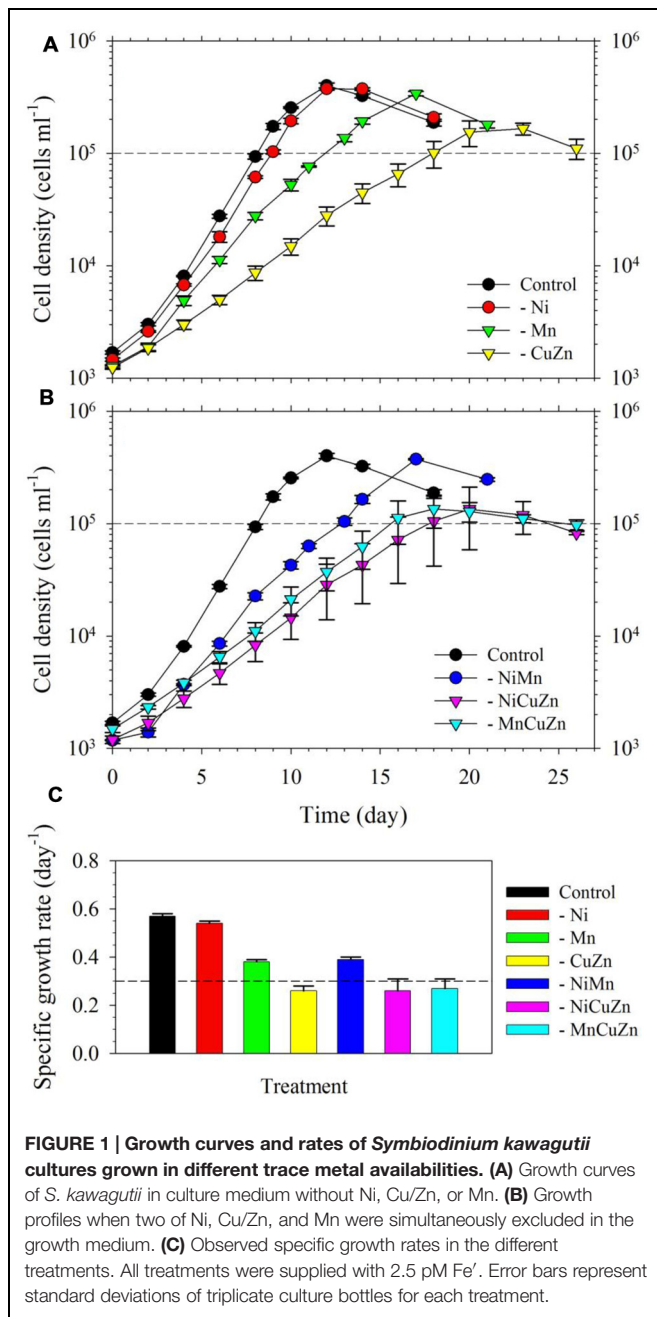 A
Cell density (cells ml⁻¹)
10⁶
10⁵
10⁴
10³
10⁶
10⁵
10⁴
10³
Control
- Ni
- Mn
- CuZn
B
Cell density (cells ml⁻¹)
10⁶
10⁵
10⁴
10³
10⁶
10⁵
10⁴
10³
Control
- NiMn
- NiCuZn
- MnCuZn
0 5 10 15 20 25
Time (day)
C
Specific growth rate (day⁻¹)
0.8
0.6
0.4
0.2
0.0
Treatment
Control
- Ni
- Mn
- CuZn
- NiMn
- NiCuZn
- MnCuZn
FIGURE 1 | Growth curves and rates of Symbiodinium kawagutii
cultures grown in different trace metal availabilities. (A) Growth curves
of S. kawagutii in culture medium without Ni, Cu/Zn, or Mn. (B) Growth
profiles when two of Ni, Cu/Zn, and Mn were simultaneously excluded in the
growth medium. (C) Observed specific growth rates in the different
treatments. All treatments were supplied with 2.5 pM Fe′. Error bars represent
standard deviations of triplicate culture bottles for each treatment.